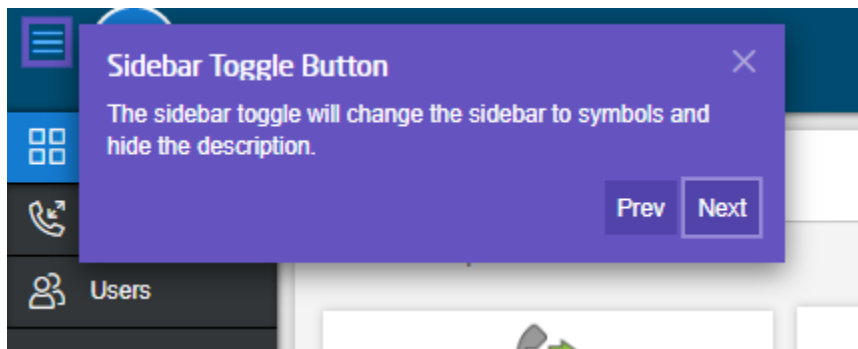 Sidebar Toggle Button
The sidebar toggle will change the sidebar to symbols and
hide the description.
Prev Next
Users